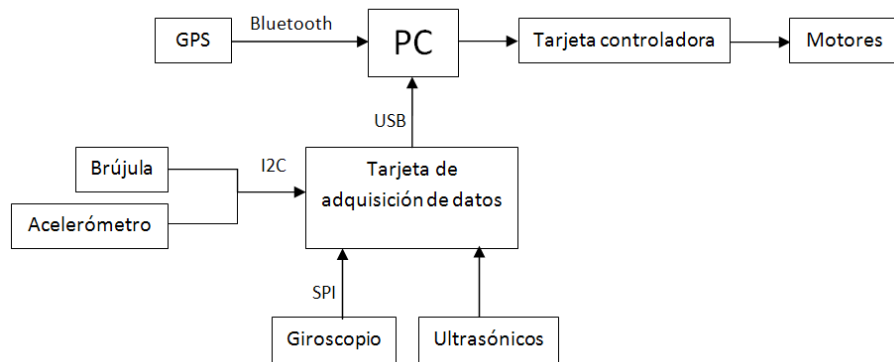 GPS
Bluetooth
PC
Tarjeta controladora
Motores
USB
Brújula
I2C
Acelerómetro
Tarjeta de
adquisición de datos
SPI
Giroscopio
Ultrasónicos